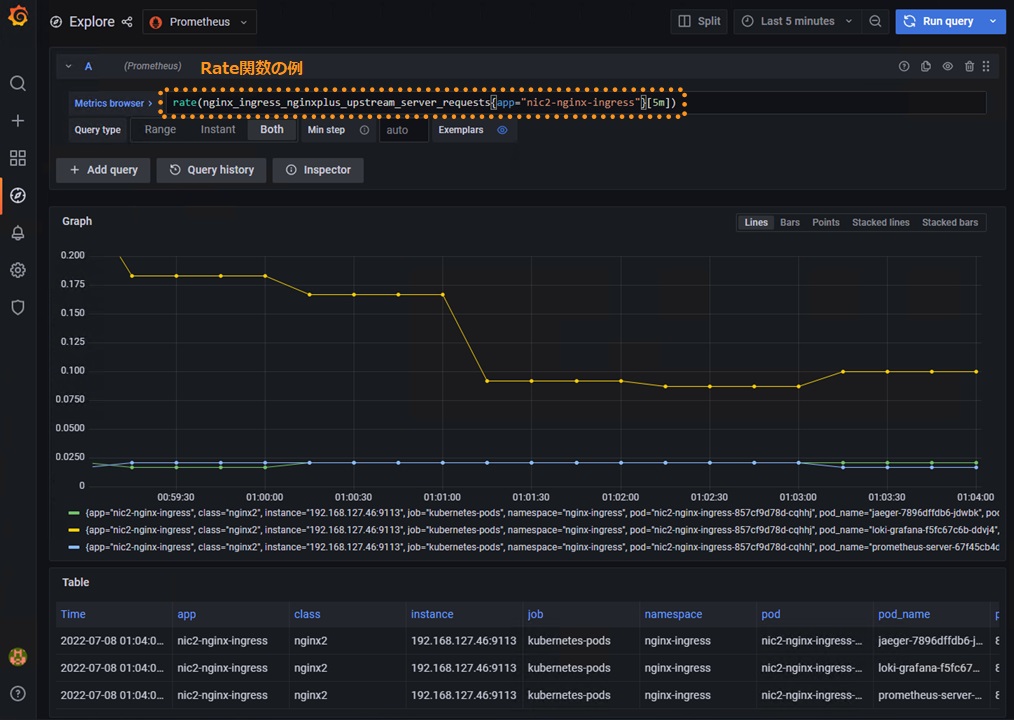 Explore
Prometheus
Split
Last 5 minutes
Run query
A
(Prometheus)
Rate関数の例
Metrics browser >
rate(nginx_ingress_nginxplus_upstream_server_requests{app="nic2-nginx-ingress"}[5m])
Query type
Range
Instant
Both
Min step
auto
Exemplars
+ Add query
Query history
Inspector
Graph
Lines
Bars
Points
Stacked lines
Stacked bars
0.200
0.175
0.150
0.125
0.100
0.0750
0.0500
0.0250
0
00:59:30
01:00:00
01:00:30
01:01:00
01:01:30
01:02:00
01:02:30
01:03:00
01:03:30
01:04:00
{app="nic2-nginx-ingress", class="nginx2", instance="192.168.127.46:9113", job="kubernetes-pods", namespace="nginx-ingress", pod="nic2-nginx-ingress-857cf9d78d-cqhhj", pod_name="jaeger-7896dffdb6-jdwbk", poc
{app="nic2-nginx-ingress", class="nginx2", instance="192.168.127.46:9113", job="kubernetes-pods", namespace="nginx-ingress", pod="nic2-nginx-ingress-857cf9d78d-cqhhj", pod_name="loki-grafana-f5fc67c6b-ddvj4",
{app="nic2-nginx-ingress", class="nginx2", instance="192.168.127.46:9113", job="kubernetes-pods", namespace="nginx-ingress", pod="nic2-nginx-ingress-857cf9d78d-cqhhj", pod_name="prometheus-server-67f45cb4d
Table
Time app class instance job namespace pod pod_name
2022-07-08 01:04:0... nic2-nginx-ingress nginx2 192.168.127.46:9113 kubernetes-pods nginx-ingress nic2-nginx-ingress-... jaeger-7896dffdb6-j... 8
2022-07-08 01:04:0... nic2-nginx-ingress nginx2 192.168.127.46:9113 kubernetes-pods nginx-ingress nic2-nginx-ingress-... loki-grafana-f5fc67... 8
2022-07-08 01:04:0... nic2-nginx-ingress nginx2 192.168.127.46:9113 kubernetes-pods nginx-ingress nic2-nginx-ingress-... prometheus-server-... 8